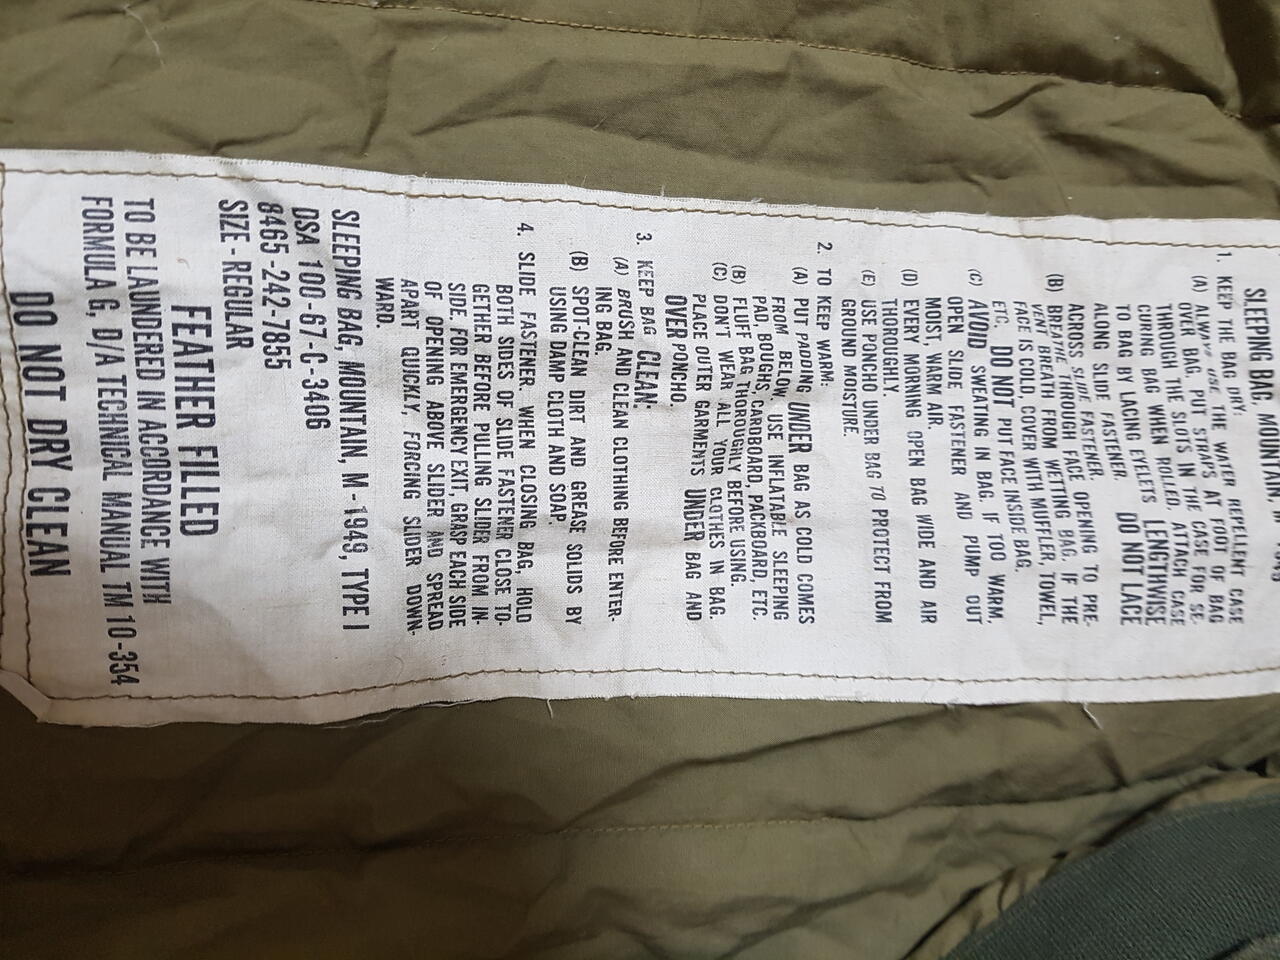 SLEEPING BAG, MOUNTAIN,
1. KEEP THE BAG DRY:
(A) ALWAYS USE THE WATER REPELLENT CASE
OVER BAG. PUT STRAPS AT FOOT OF BAG
THROUGH THE SLOTS IN THE CASE FOR SE-
CURING BAG WHEN ROLLED. ATTACH CASE
TO BAG BY LACING EYELETS LENGTHWISE
ALONG SLIDE FASTENER. DO NOT LACE
ACROSS SLIDE FASTENER.
(B) BREATHE THROUGH FACE OPENING TO PRE-
VENT BREATH FROM WETTING BAG. IF THE
FACE IS COLD, COVER WITH MUFFLER, TOWEL,
ETC. DO NOT PUT FACE INSIDE BAG.
(C) AVOID SWEATING IN BAG. IF TOO WARM,
OPEN SLIDE FASTENER AND PUMP OUT
MOIST, WARM AIR.
(D) EVERY MORNING OPEN BAG WIDE AND AIR
THOROUGHLY.
(E) USE PONCHO UNDER BAG TO PROTECT FROM
GROUND MOISTURE.
2. TO KEEP WARM:
(A) PUT PADDING UNDER BAG AS COLD COMES
FROM BELOW, USE INFLATABLE SLEEPING
PAD, BOUGHS, CARDBOARD, PACKBOARD, ETC.
(B) FLUFF BAG THOROUGHLY BEFORE USING.
(C) DON'T WEAR ALL YOUR CLOTHES IN BAG.
PLACE OUTER GARMENTS UNDER BAG AND
OVER PONCHO.
3. KEEP BAG CLEAN:
(A) BRUSH AND CLEAN CLOTHING BEFORE ENTER-
ING BAG.
(B) SPOT-CLEAN DIRT AND GREASE SOLIDS BY
USING DAMP CLOTH AND SOAP.
4. SLIDE FASTENER. WHEN CLOSING BAG, HOLD
BOTH SIDES OF SLIDE FASTENER CLOSE TO-
GETHER BEFORE PULLING SLIDER FROM IN-
SIDE. FOR EMERGENCY EXIT, GRASP EACH SIDE
OF OPENING ABOVE SLIDER AND SPREAD
APART QUICKLY, FORCING SLIDER DOWN-
WARD.
SLEEPING BAG, MOUNTAIN, M-1949, TYPE I
DSA 100-67-C-3406
8465-242-7855
SIZE - REGULAR
FEATHER FILLED
TO BE LAUNDERED IN ACCORDANCE WITH
FORMULA G, D/A TECHNICAL MANUAL TM 10-354
DO NOT DRY CLEAN